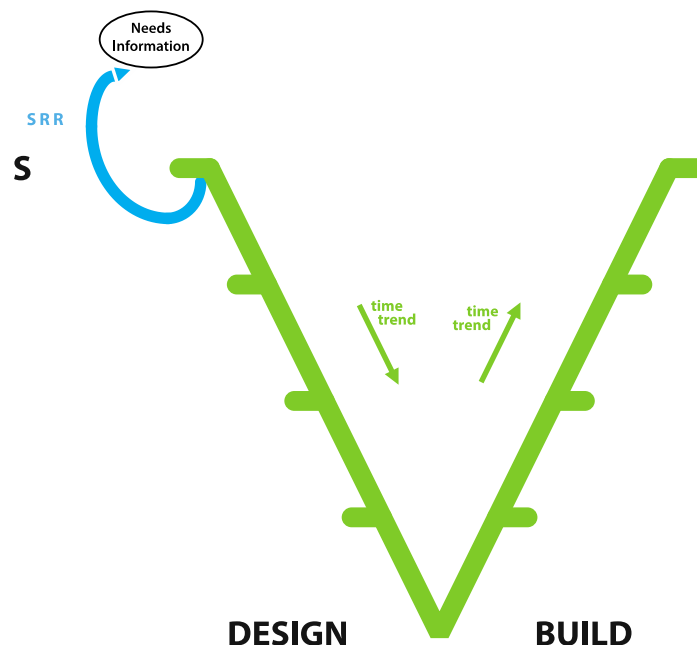 Needs
Information
SRR
S
time
trend
time
trend
DESIGN
BUILD